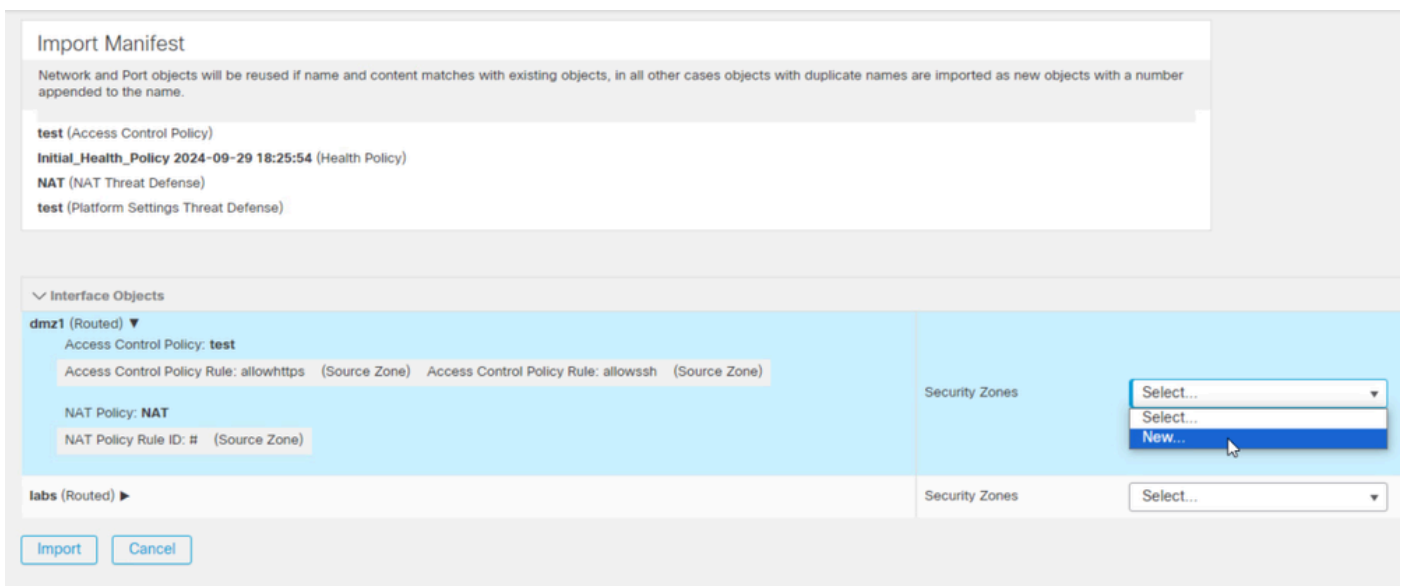 Import Manifest
Network and Port objects will be reused if name and content matches with existing objects, in all other cases objects with duplicate names are imported as new objects with a number
appended to the name.
test (Access Control Policy)
Initial_Health_Policy 2024-09-29 18:25:54 (Health Policy)
NAT (NAT Threat Defense)
test (Platform Settings Threat Defense)
Interface Objects
dmz1 (Routed) ▼
Access Control Policy: test
Access Control Policy Rule: allowhttps (Source Zone) Access Control Policy Rule: allowssh (Source Zone)
NAT Policy: NAT
NAT Policy Rule ID: # (Source Zone)
Security Zones
Select...
Select...
New...
labs (Routed) ▶
Security Zones
Select...
Import
Cancel